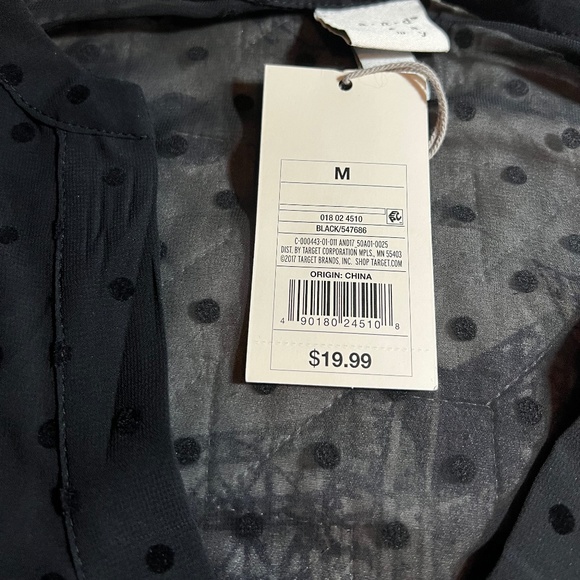 M
018 02 4510
BLACK/547686
C-000443-01-011 AND17_50A01-0025
DIST. BY TARGET CORPORATION MPLS., MN 55403
©2017 TARGET BRANDS, INC. SHOP TARGET.COM
ORIGIN: CHINA
4 90180 24510 8
$19.99